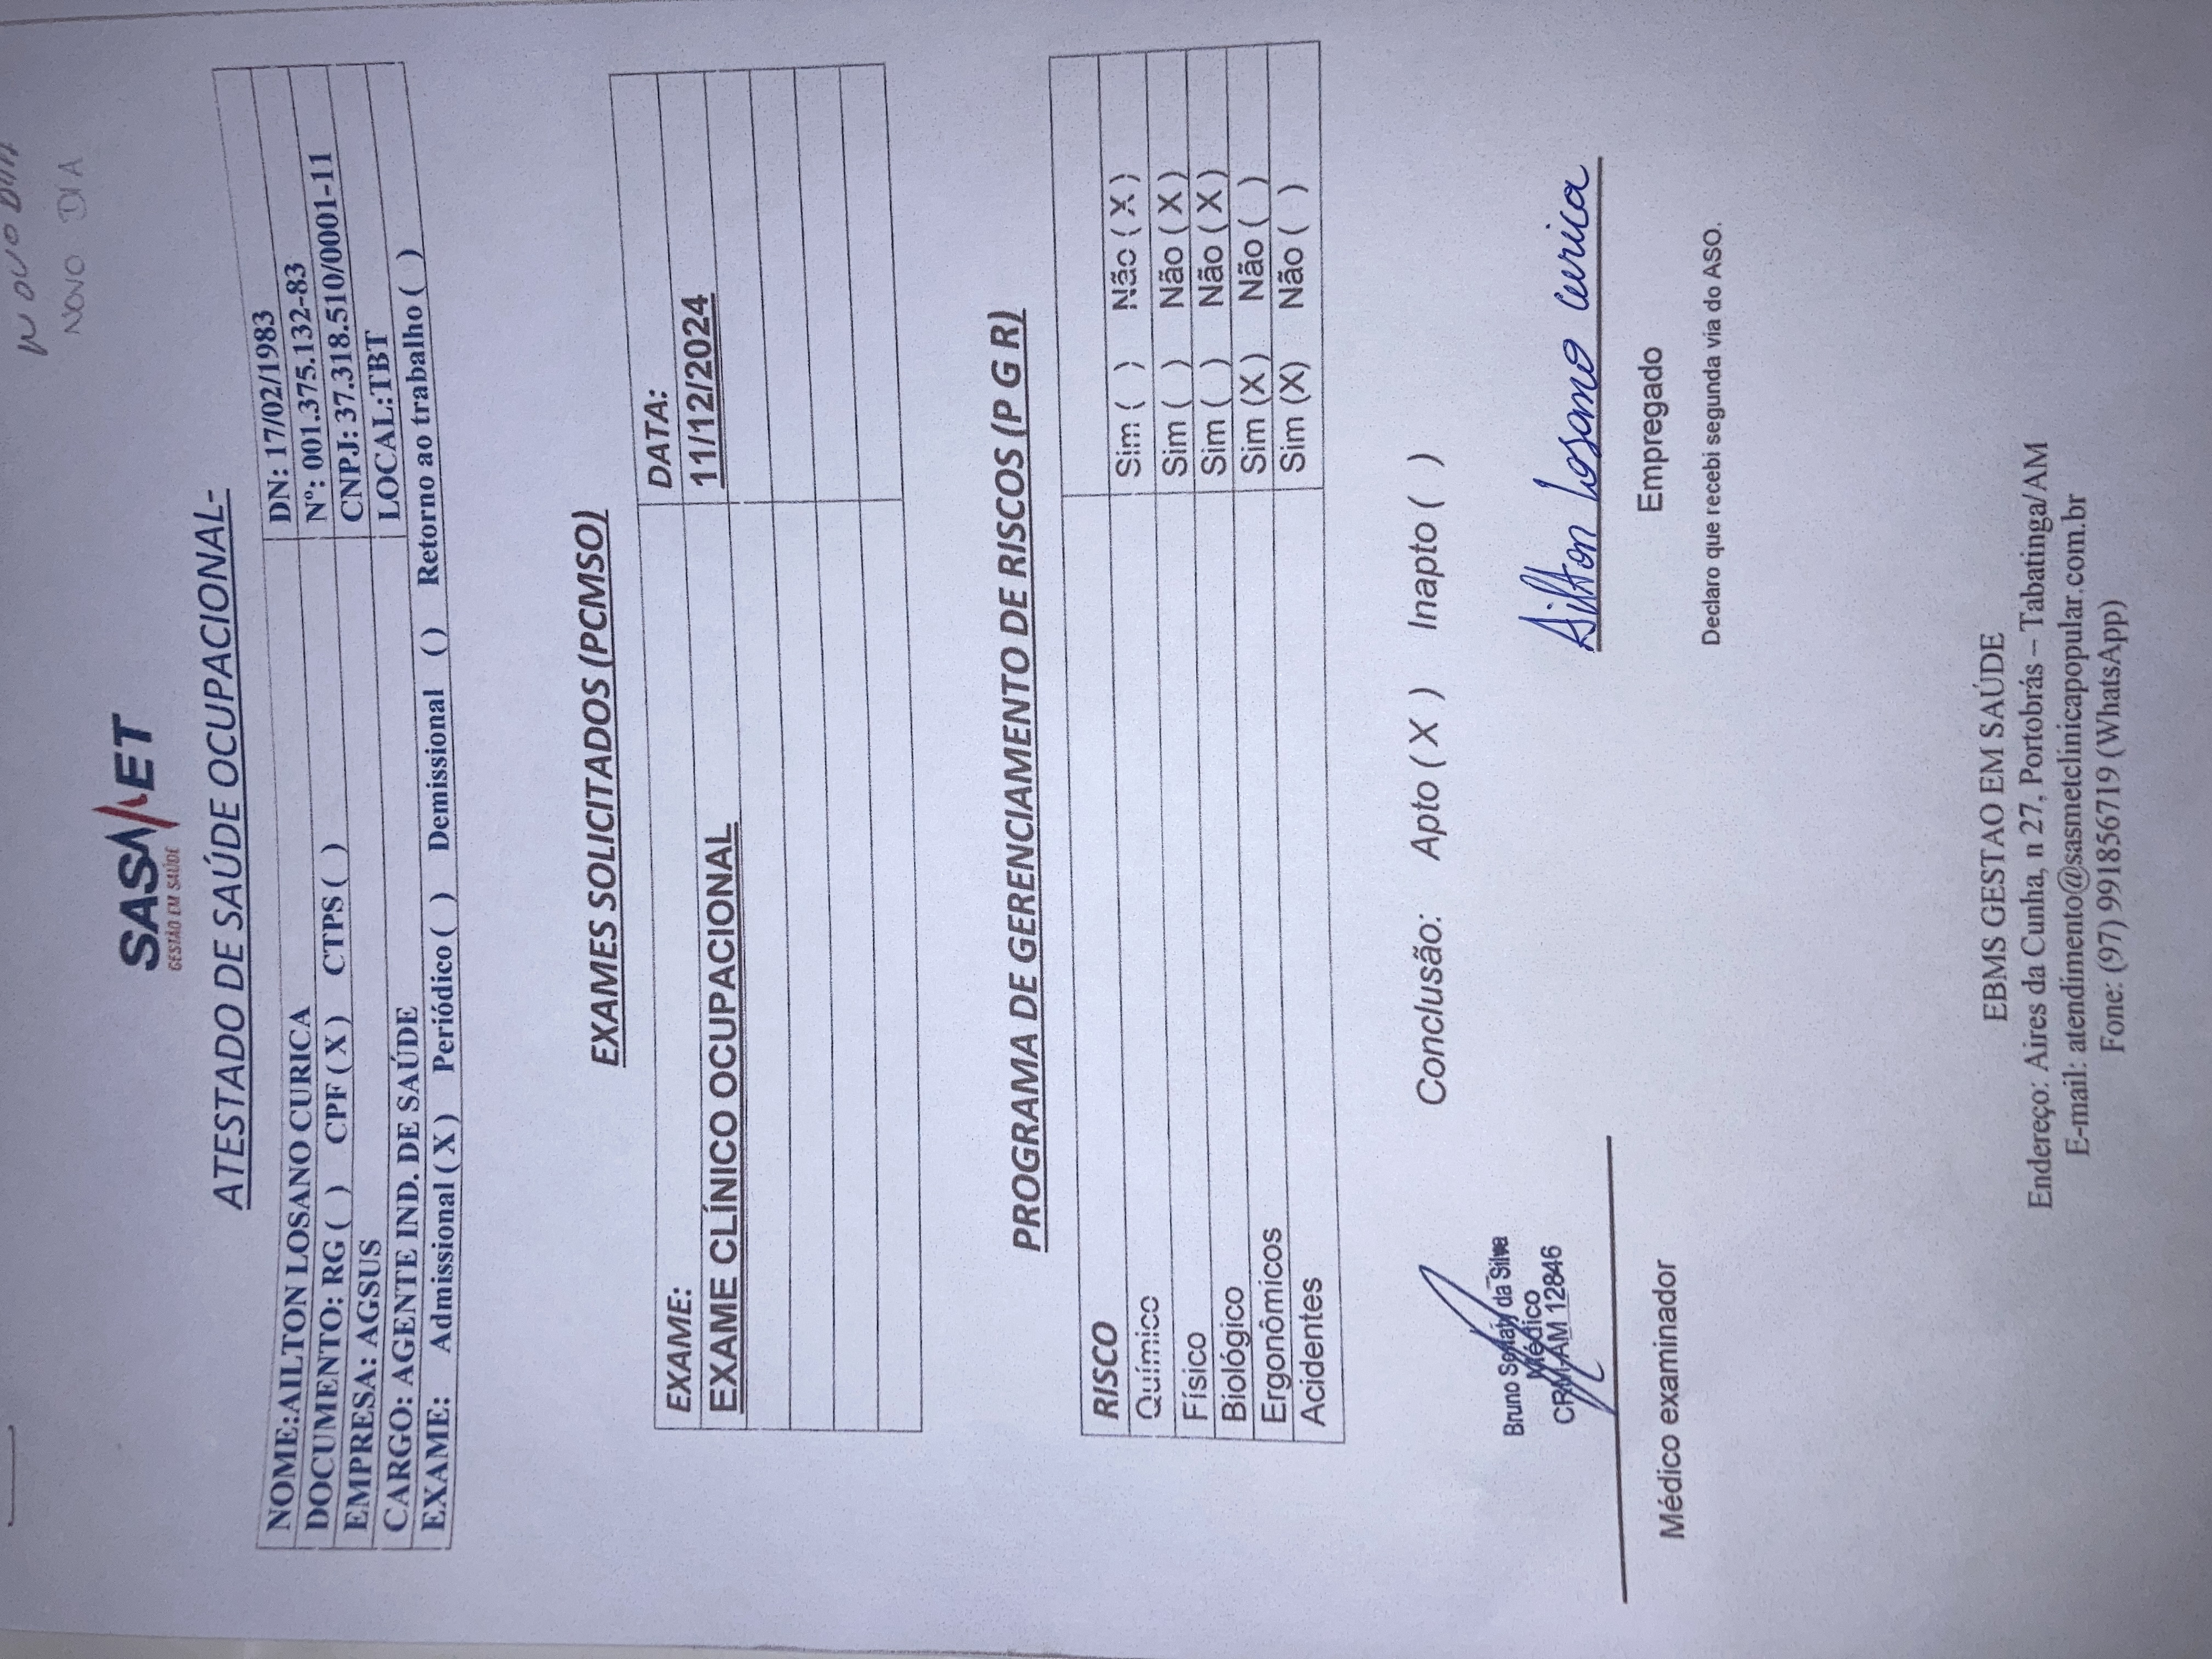 NOVO DIA
NOVO DIA
SASMET
GESTÃO EM SAÚDE
ATESTADO DE SAÚDE OCUPACIONAL-
NOME:AILTON LOSANO CURICA DN: 17/02/1983
DOCUMENTO: RG ( ) CPF ( X ) CTPS ( ) Nº: 001.375.132-83
EMPRESA: AGSUS CNPJ: 37.318.510/0001-11
CARGO: AGENTE IND. DE SAÚDE LOCAL:TBT
EXAME: Admissional ( X ) Periódico ( ) Demissional ( ) Retorno ao trabalho ( )
EXAMES SOLICITADOS (PCMSO)
EXAME: DATA:
EXAME CLÍNICO OCUPACIONAL 11/12/2024
PROGRAMA DE GERENCIAMENTO DE RISCOS (P G R)
RISCO
Químico Sim ( ) Não ( X )
Físico Sim ( ) Não ( X )
Biológico Sim ( ) Não ( X )
Ergonômicos Sim (X ) Não ( )
Acidentes Sim (X) Não ( )
Conclusão: Apto ( X ) Inapto ( )
Bruno da Silva
Médico
CRM-AM 12846
Ailton Losano curica
Médico examinador
Empregado
Declaro que recebi segunda via do ASO.
EBMS GESTAO EM SAÚDE
Endereço: Aires da Cunha, n 27, Portobrás – Tabatinga/AM
E-mail: atendimento@sasmetclinicapopular.com.br
Fone: (97) 991856719 (WhatsApp)